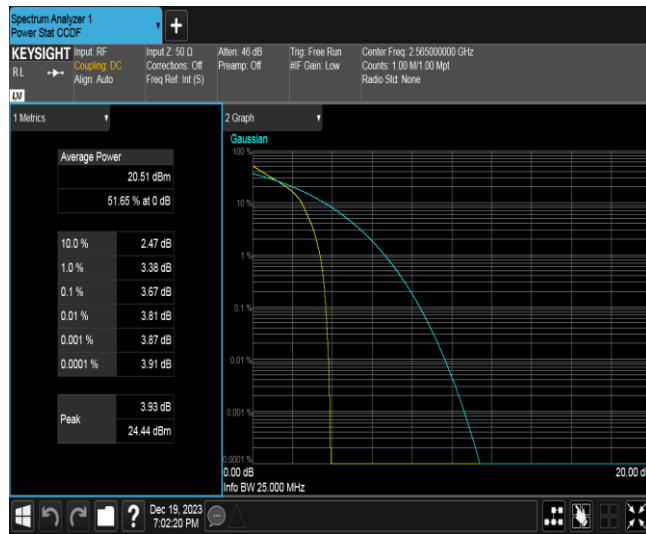 Spectrum Analyzer 1
Power Stat CCDF
+
KEYSIGHT
RL
LXI
Input: RF
Coupling: DC
Align: Auto
Input Z: 50 Ω
Corrections: Off
Freq Ref: Int (S)
Atten: 46 dB
Preamp: Off
Trig: Free Run
#IF Gain: Low
Center Freq: 2.565000000 GHz
Counts: 1.00 M/1.00 Mpt
Radio Std: None
1 Metrics
Average Power
20.51 dBm
51.65 % at 0 dB
10.0 % 2.47 dB
1.0 % 3.38 dB
0.1 % 3.67 dB
0.01 % 3.81 dB
0.001 % 3.87 dB
0.0001 % 3.91 dB
Peak
3.93 dB
24.44 dBm
2 Graph
Gaussian
100 %
10 %
1 %
0.1 %
0.01 %
0.001 %
0.0001 %
0.00 dB 20.00 d
Info BW 25.000 MHz
?
Dec 19, 2023
7:02:20 PM